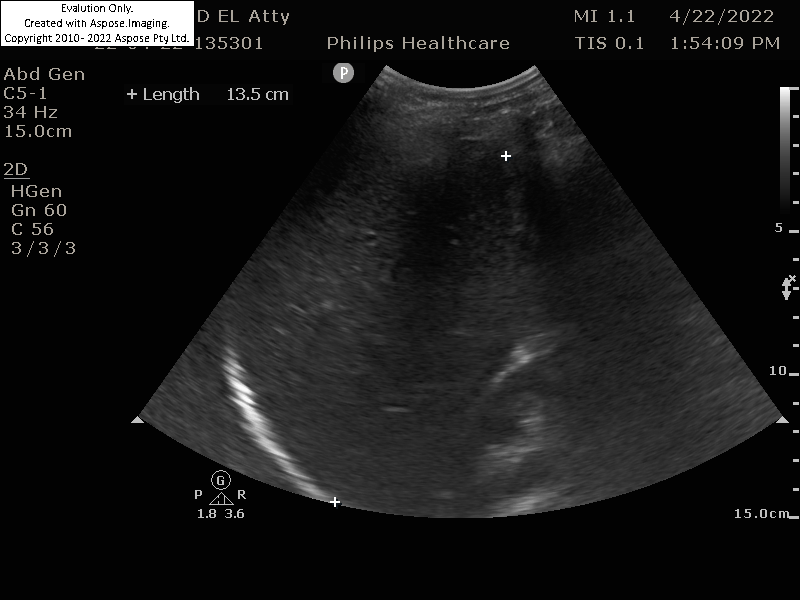 Evalution Only.
Created with Aspose.Imaging.
Copyright 2010- 2022 Aspose Pty Ltd.
D EL Atty
135301
Philips Healthcare
MI 1.1
4/22/2022
TIS 0.1
1:54:09 PM
Abd Gen
C5-1
34 Hz
15.0cm
2D
HGen
Gn 60
C 56
3/3/3
+ Length 13.5 cm
P
5
10
15.0cm
G
P R
1.8 3.6